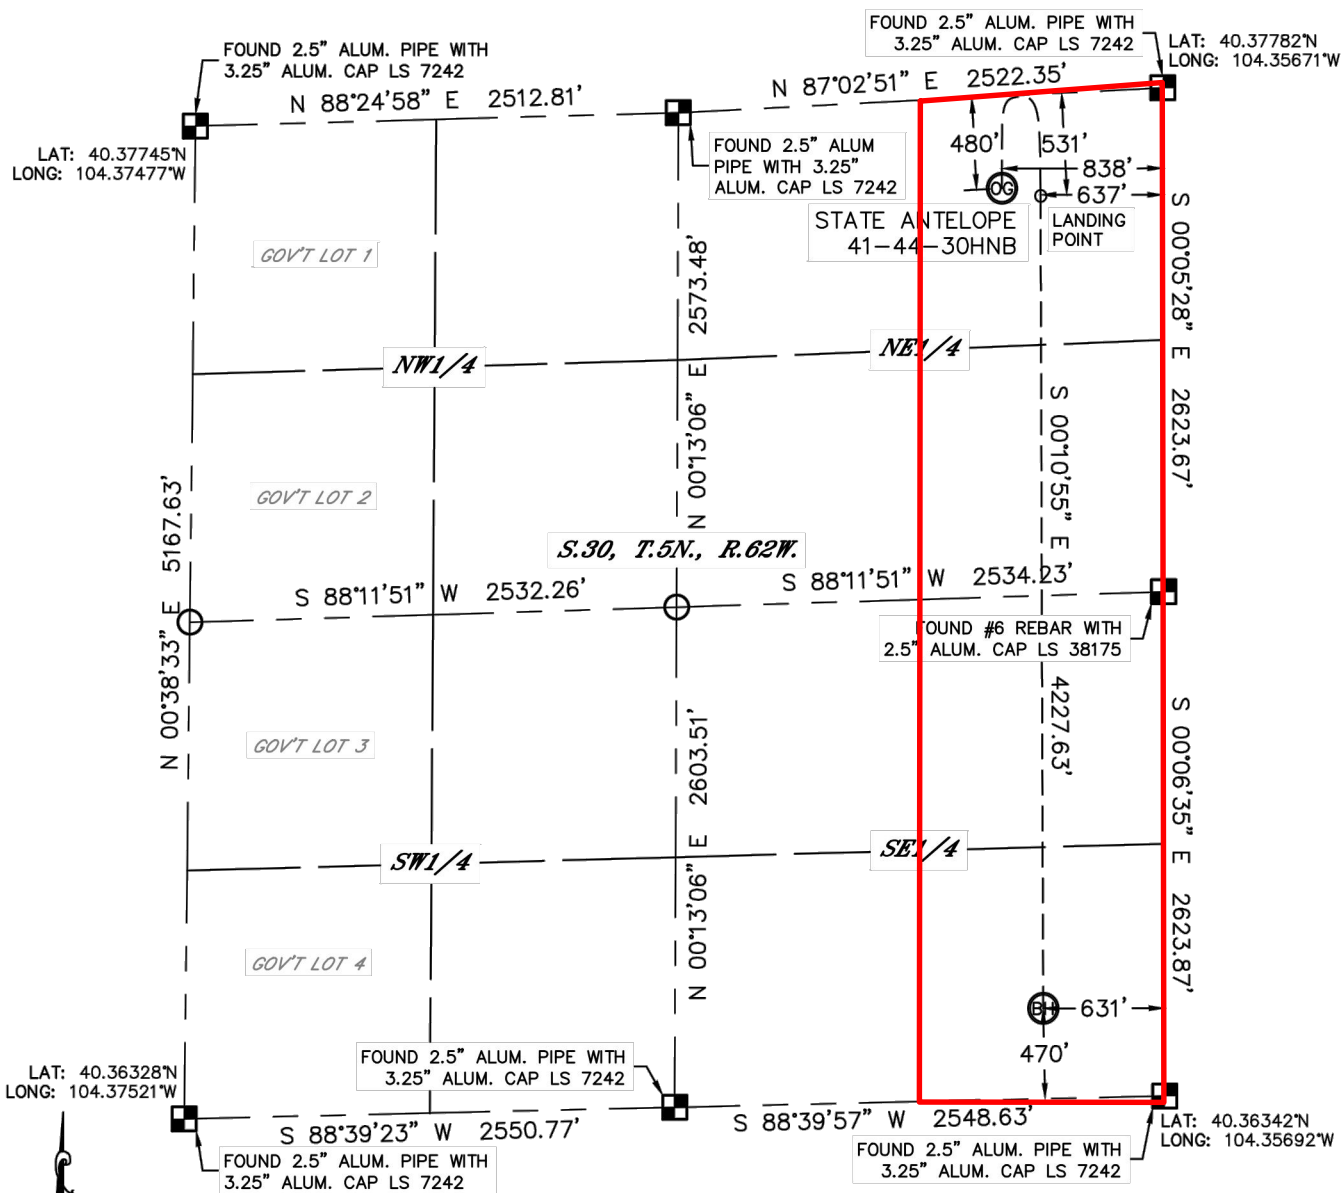 FOUND 2.5" ALUM. PIPE WITH
3.25" ALUM. CAP LS 7242
FOUND 2.5" ALUM. PIPE WITH
3.25" ALUM. CAP LS 7242
LAT: 40.37782°N
LONG: 104.35671°W
N 88°24'58" E 2512.81'
N 87°02'51" E 2522.35'
LAT: 40.37745°N
LONG: 104.37477°W
FOUND 2.5" ALUM
PIPE WITH 3.25"
ALUM. CAP LS 7242
480'
531'
838'
OG
637'
STATE ANTELOPE
41-44-30HNB
LANDING
POINT
GOV'T LOT 1
N 00°13'06" E 2573.48'
S 00°05'28" E 2623.67'
NW1/4
NE1/4
S 00°10'55" E 4227.63'
GOV'T LOT 2
N 00°38'33" E 5167.63'
S.30, T.5N., R.62W.
S 88°11'51" W 2532.26'
S 88°11'51" W 2534.23'
FOUND #6 REBAR WITH
2.5" ALUM. CAP LS 38175
GOV'T LOT 3
N 00°13'06" E 2603.51'
S 00°06'35" E 2623.87'
SW1/4
SE1/4
GOV'T LOT 4
BH
631'
470'
FOUND 2.5" ALUM. PIPE WITH
3.25" ALUM. CAP LS 7242
LAT: 40.36328°N
LONG: 104.37521°W
S 88°39'23" W 2550.77'
S 88°39'57" W 2548.63'
LAT: 40.36342°N
LONG: 104.35692°W
FOUND 2.5" ALUM. PIPE WITH
3.25" ALUM. CAP LS 7242
FOUND 2.5" ALUM. PIPE WITH
3.25" ALUM. CAP LS 7242